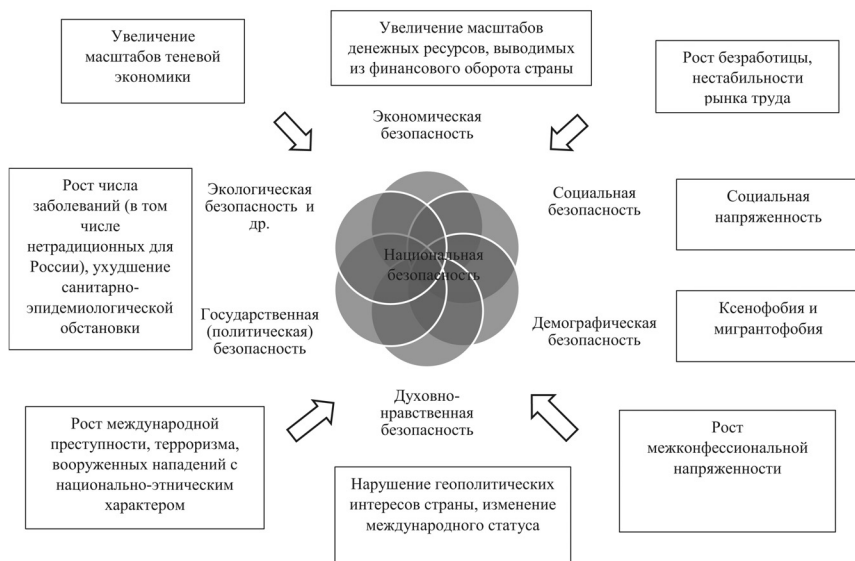 Увеличение
масштабов теневой
экономики
Увеличение масштабов
денежных ресурсов, выводимых
из финансового оборота страны
Рост безработицы,
нестабильности
рынка труда
Экономическая
безопасность
Рост числа
заболеваний (в том
числе
нетрадиционных для
России), ухудшение
санитарно-
эпидемиологической
обстановки
Экологическая
безопасность и
др.
Социальная
безопасность
Социальная
напряженность
Национальная
безопасность
Государственная
(политическая)
безопасность
Демографическая
безопасность
Ксенофобия и
мигрантофобия
Духовно-
нравственная
безопасность
Рост международной
преступности, терроризма,
вооруженных нападений с
национально-этническим
характером
Нарушение геополитических
интересов страны, изменение
международного статуса
Рост
межконфессиональной
напряженности